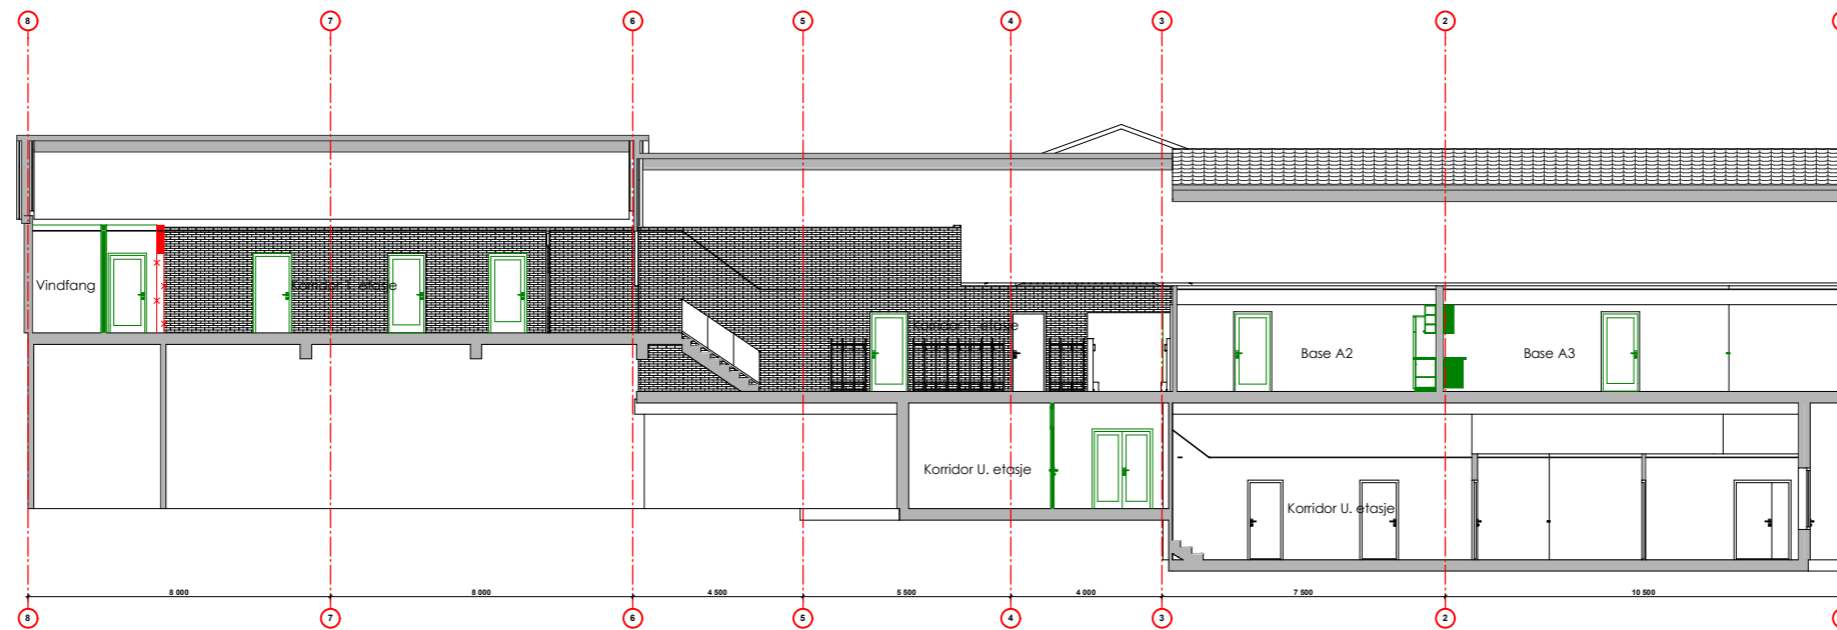 8 7 6 5 4 3 2
Vindfang
Korridor 1. etasje
Korridor 1. etasje
Base A2
Base A3
Korridor U. etasje
Korridor U. etasje
8 000 8 000 4 500 5 500 4 000 7 500 10 500
8 7 6 5 4 3 2